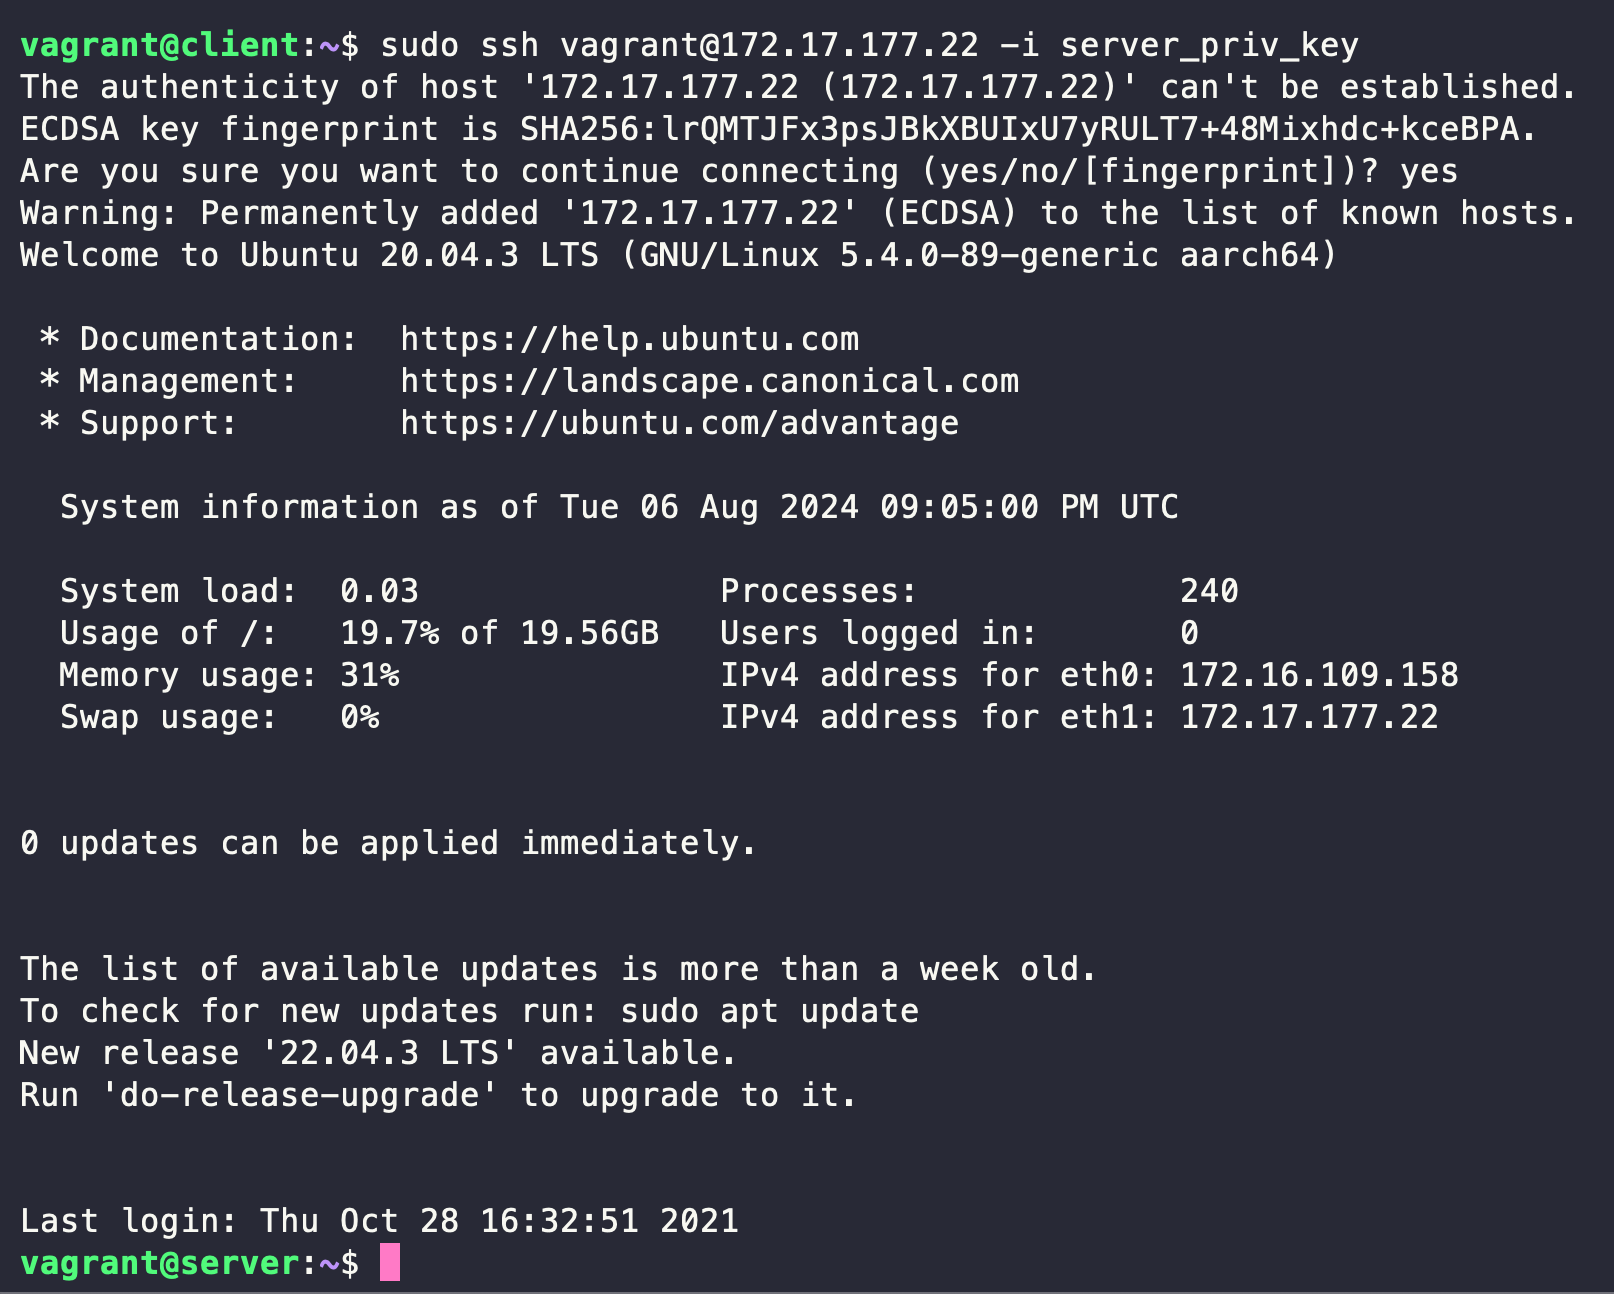 vagrant@client:~$ sudo ssh vagrant@172.17.177.22 -i server_priv_key
The authenticity of host '172.17.177.22 (172.17.177.22)' can't be established.
ECDSA key fingerprint is SHA256:lrQMTJFx3psJBkXBUIxU7yRULT7+48Mixhdc+kceBPA.
Are you sure you want to continue connecting (yes/no/[fingerprint])? yes
Warning: Permanently added '172.17.177.22' (ECDSA) to the list of known hosts.
Welcome to Ubuntu 20.04.3 LTS (GNU/Linux 5.4.0-89-generic aarch64)

 * Documentation:  https://help.ubuntu.com
 * Management:     https://landscape.canonical.com
 * Support:        https://ubuntu.com/advantage

  System information as of Tue 06 Aug 2024 09:05:00 PM UTC

  System load:  0.03               Processes:             240
  Usage of /:   19.7% of 19.56GB   Users logged in:       0
  Memory usage: 31%                IPv4 address for eth0: 172.16.109.158
  Swap usage:   0%                 IPv4 address for eth1: 172.17.177.22


0 updates can be applied immediately.


The list of available updates is more than a week old.
To check for new updates run: sudo apt update
New release '22.04.3 LTS' available.
Run 'do-release-upgrade' to upgrade to it.


Last login: Thu Oct 28 16:32:51 2021
vagrant@server:~$